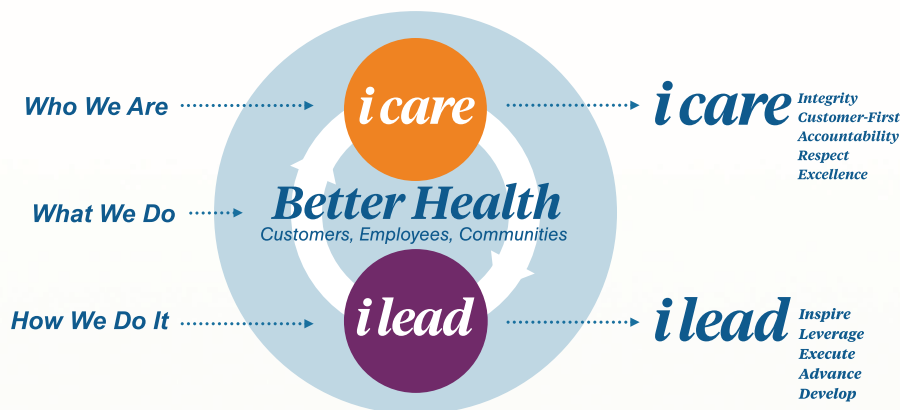 Who We Are
i care
i care
Integrity
Customer-First
Accountability
Respect
Excellence
What We Do
Better Health
Customers, Employees, Communities
How We Do It
i lead
i lead
Inspire
Leverage
Execute
Advance
Develop